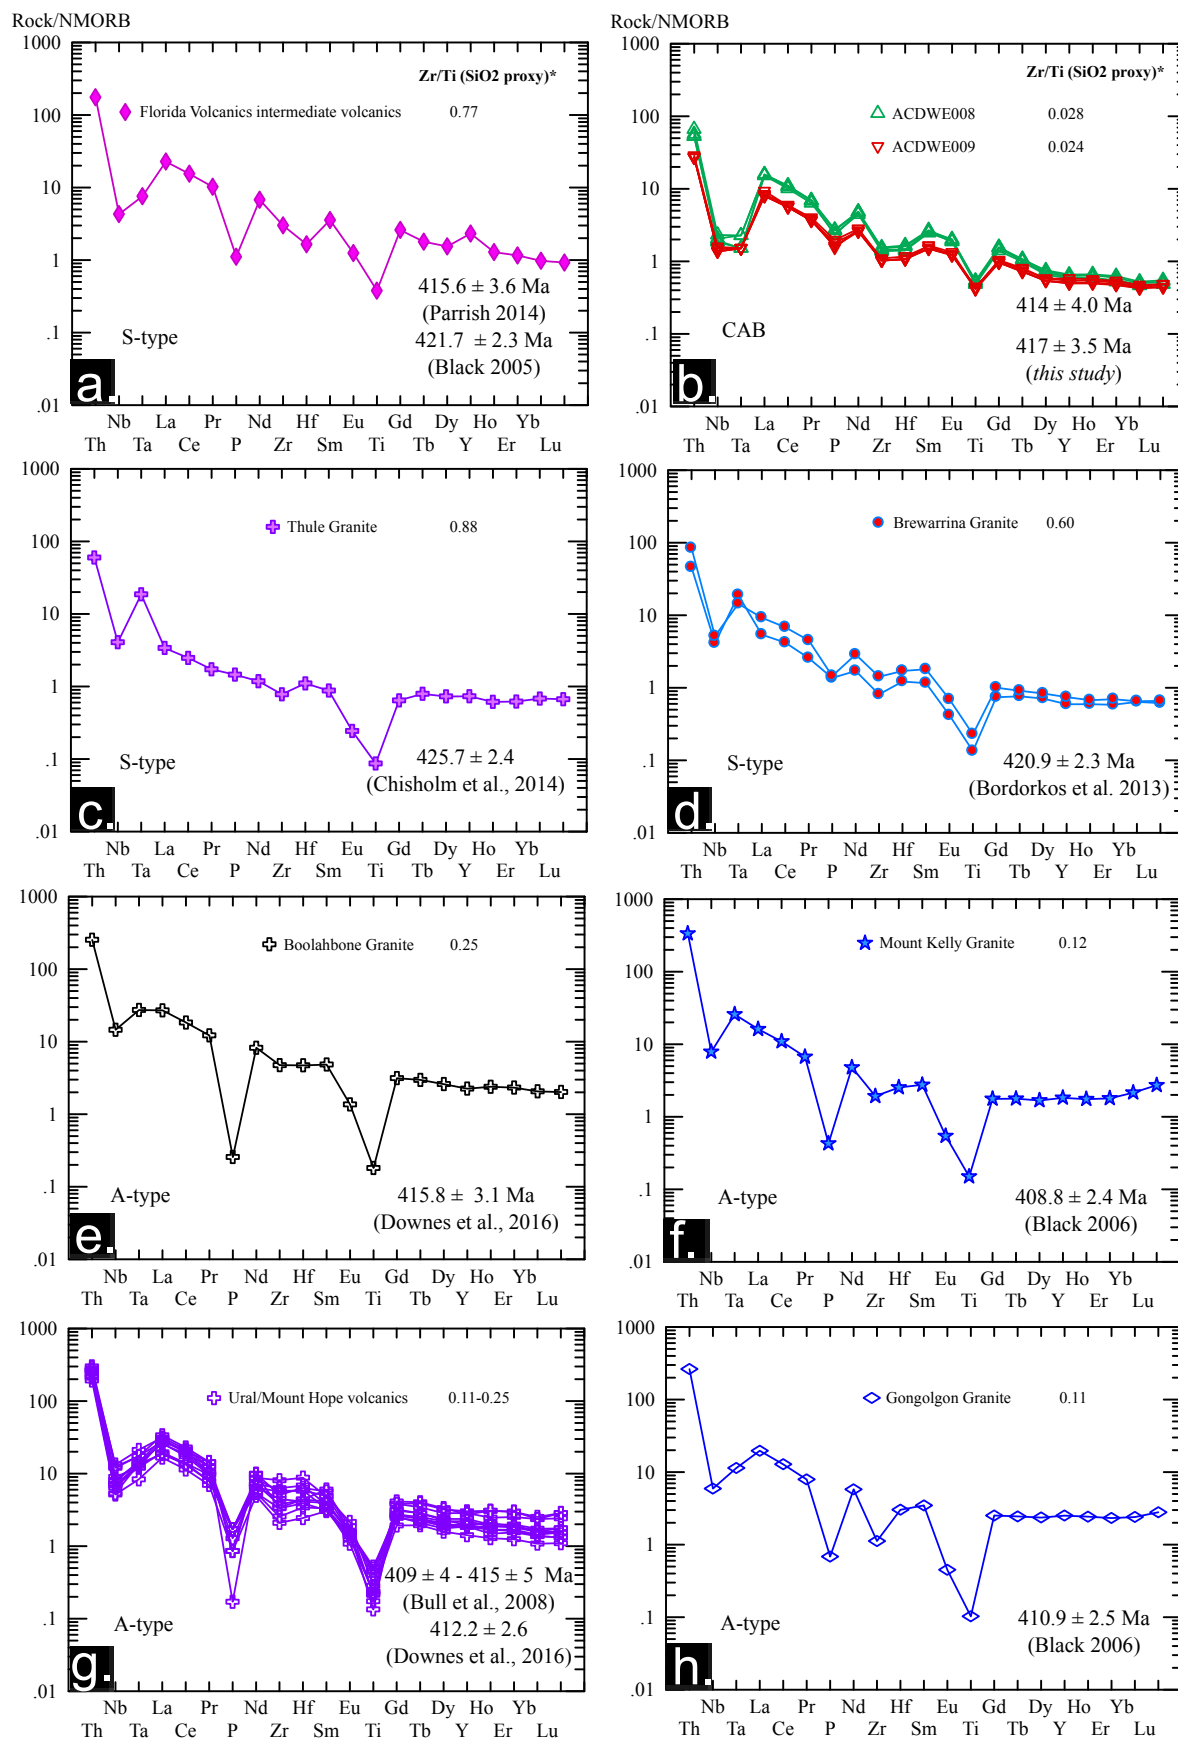 Rock/NMORB
1000
100
10
1
.1
.01
Zr/Ti (SiO2 proxy)*
Florida Volcanics intermediate volcanics 0.77
415.6 ± 3.6 Ma
(Parrish 2014)
421.7 ± 2.3 Ma
(Black 2005)
S-type
a.
Nb La Pr Nd Hf Eu Gd Dy Ho Yb
Th Ta Ce P Zr Sm Ti Tb Y Er Lu
Rock/NMORB
1000
100
10
1
.1
.01
Zr/Ti (SiO2 proxy)*
ACDWE008 0.028
ACDWE009 0.024
414 ± 4.0 Ma
417 ± 3.5 Ma
(this study)
CAB
b.
Nb La Pr Nd Hf Eu Gd Dy Ho Yb
Th Ta Ce P Zr Sm Ti Tb Y Er Lu
1000
100
10
1
.1
.01
Thule Granite 0.88
425.7 ± 2.4
(Chisholm et al., 2014)
S-type
c.
Nb La Pr Nd Hf Eu Gd Dy Ho Yb
Th Ta Ce P Zr Sm Ti Tb Y Er Lu
1000
100
10
1
.1
.01
Brewarrina Granite 0.60
420.9 ± 2.3 Ma
(Bordorkos et al. 2013)
S-type
d.
Nb La Pr Nd Hf Eu Gd Dy Ho Yb
Th Ta Ce P Zr Sm Ti Tb Y Er Lu
1000
100
10
1
.1
.01
Boolahbone Granite 0.25
415.8 ± 3.1 Ma
(Downes et al., 2016)
A-type
e.
Nb La Pr Nd Hf Eu Gd Dy Ho Yb
Th Ta Ce P Zr Sm Ti Tb Y Er Lu
1000
100
10
1
.1
.01
Mount Kelly Granite 0.12
408.8 ± 2.4 Ma
(Black 2006)
A-type
f.
Nb La Pr Nd Hf Eu Gd Dy Ho Yb
Th Ta Ce P Zr Sm Ti Tb Y Er Lu
1000
100
10
1
.1
.01
Ural/Mount Hope volcanics 0.11-0.25
409 ± 4 - 415 ± 5 Ma
(Bull et al., 2008)
412.2 ± 2.6
(Downes et al., 2016)
A-type
g.
Nb La Pr Nd Hf Eu Gd Dy Ho Yb
Th Ta Ce P Zr Sm Ti Tb Y Er Lu
1000
100
10
1
.1
.01
Gongolgon Granite 0.11
410.9 ± 2.5 Ma
(Black 2006)
A-type
h.
Nb La Pr Nd Hf Eu Gd Dy Ho Yb
Th Ta Ce P Zr Sm Ti Tb Y Er Lu